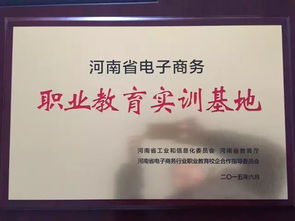 河南省电子商务
职业教育实训基地
河南省工业和信息化委员会 河南省教育厅
河南省电子商务行业职业教育校企合作指导委员会
二〇一五年六月